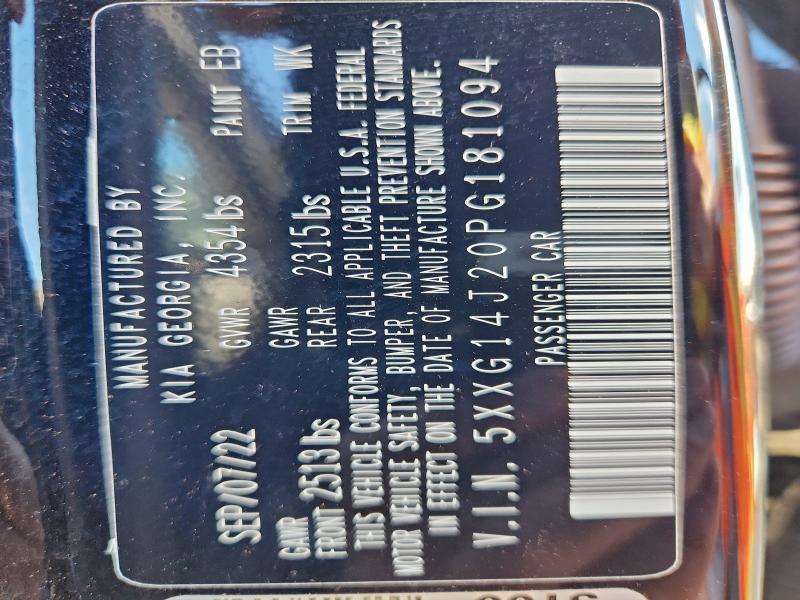 MANUFACTURED BY
KIA GEORGIA, INC.
SEP/07/22 GVWR 4354lbs PAINT EB
GAWR GAWR TRIM WK
FRONT 2513lbs REAR 2315lbs
THIS VEHICLE CONFORMS TO ALL APPLICABLE U.S.A. FEDERAL
MOTOR VEHICLE SAFETY, BUMPER, AND THEFT PREVENTION STANDARDS
IN EFFECT ON THE DATE OF MANUFACTURE SHOWN ABOVE.
V.I.N. 5XXG14J20PG181094
PASSENGER CAR